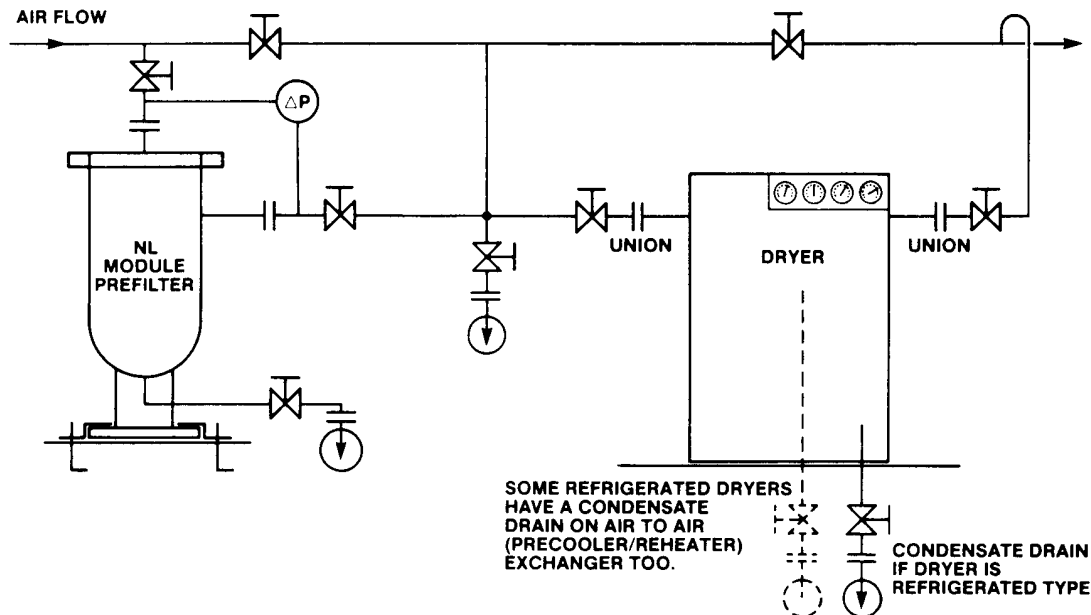 AIR FLOW
△P
NL
MODULE
PREFILTER
UNION
DRYER
UNION
SOME REFRIGERATED DRYERS
HAVE A CONDENSATE
DRAIN ON AIR TO AIR
(PRECOOLER/REHEATER)
EXCHANGER TOO.
CONDENSATE DRAIN
IF DRYER IS
REFRIGERATED TYPE